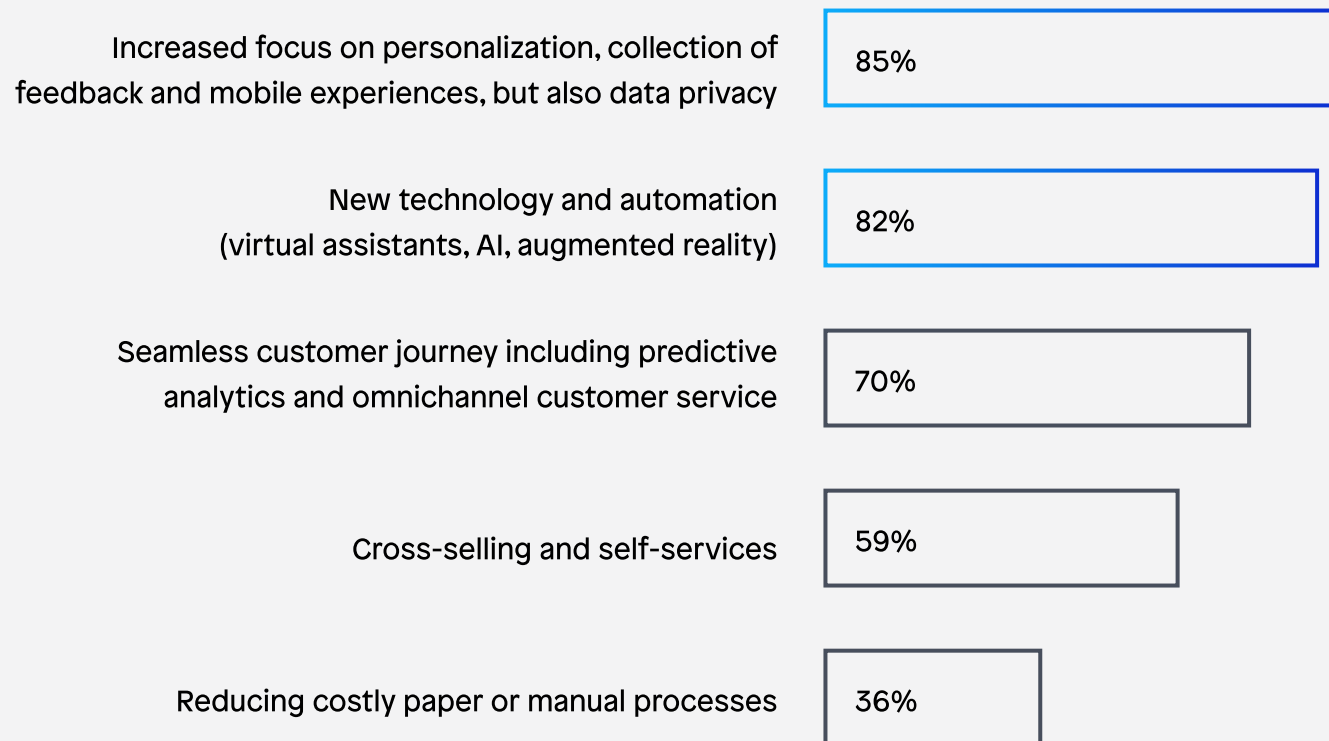 Increased focus on personalization, collection of
feedback and mobile experiences, but also data privacy
85%
New technology and automation
(virtual assistants, AI, augmented reality)
82%
Seamless customer journey including predictive
analytics and omnichannel customer service
70%
Cross-selling and self-services
59%
Reducing costly paper or manual processes
36%